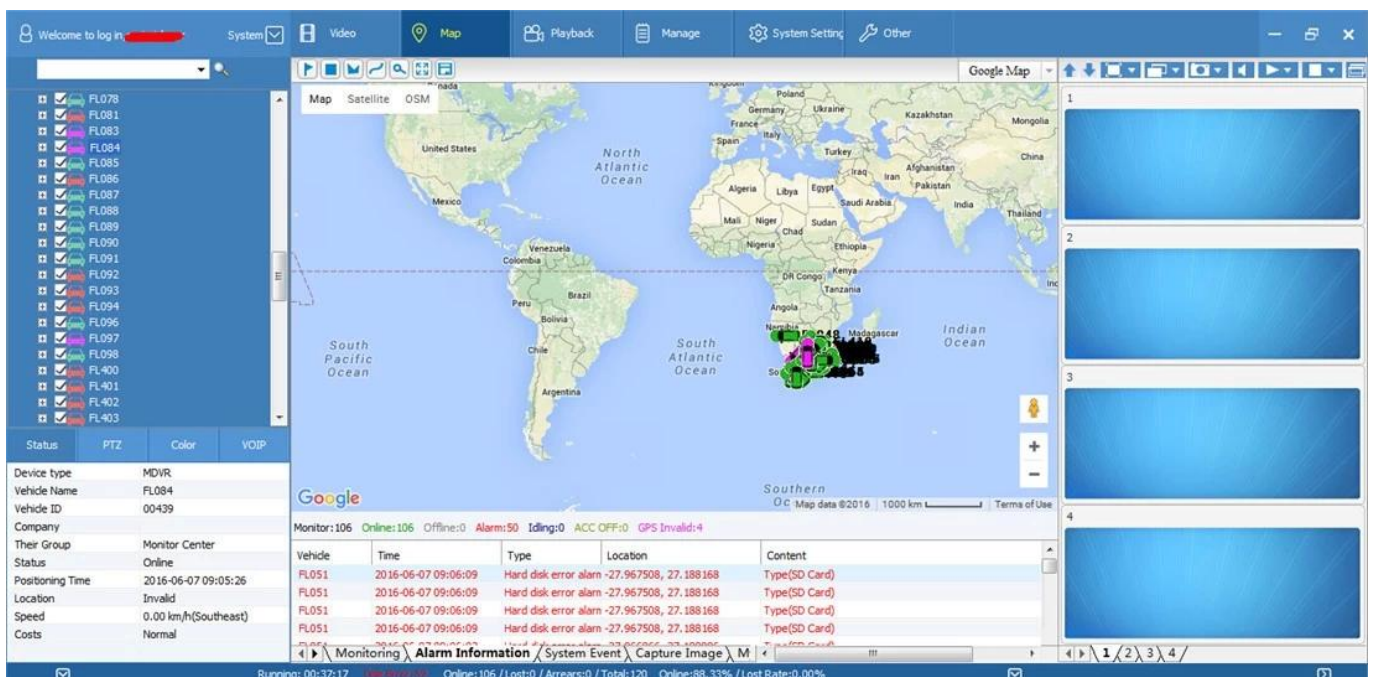 Welcome to log in
System
Video
Map
Playback
Manage
System Setting
Other
Google Map
FL078
FL081
FL083
FL084
FL085
FL086
FL087
FL088
FL089
FL090
FL091
FL092
FL093
FL094
FL096
FL097
FL098
FL400
FL401
FL402
FL403
Map Satellite OSM
Poland
Germany Ukraine
Kazakhstan
Mongolia
France
Italy
Spain
Turkey
China
United States
North
Atlantic
Ocean
Iraq Iran
Afghanistan
Pakistan
Algeria Libya Egypt
Saudi Arabia
India
Thailand
Mexico
Mali Niger Sudan
Chad
Nigeria Ethiopia
Venezuela
Colombia
DR Congo Kenya
Tanzania
Peru Brazil
Angola
Bolivia
Namibia
Madagascar
Indian
Ocean
South
Pacific
Ocean
Chile
South
Atlantic
Ocean
Argentina
Southern
Google
Map data ©2016 1000 km Terms of Use
Status PTZ Color VOIP
Device type MDVR
Vehicle Name FL084
Vehicle ID 00439
Company
Their Group Monitor Center
Status Online
Positioning Time 2016-06-07 09:05:26
Location Invalid
Speed 0.00 km/h(Southeast)
Costs Normal
Monitor:106 Online:106 Offline:0 Alarm:50 Idling:0 ACC OFF:0 GPS Invalid:4
Vehicle Time Type Location Content
FL051 2016-06-07 09:06:09 Hard disk error alarn -27.967508, 27.188168 Type(SD Card)
FL051 2016-06-07 09:06:09 Hard disk error alarn -27.967508, 27.188168 Type(SD Card)
FL051 2016-06-07 09:06:09 Hard disk error alarn -27.967508, 27.188168 Type(SD Card)
FL051 2016-06-07 09:06:09 Hard disk error alarn -27.967508, 27.188168 Type(SD Card)
Monitoring Alarm Information System Event Capture Image M
1
2
3
4
1 2 3 4
Running: 00:37:17
Online:106 /Lost:0 /Arrears:0 /Total:120 Online:88.33% /Lost Rate:0.00%